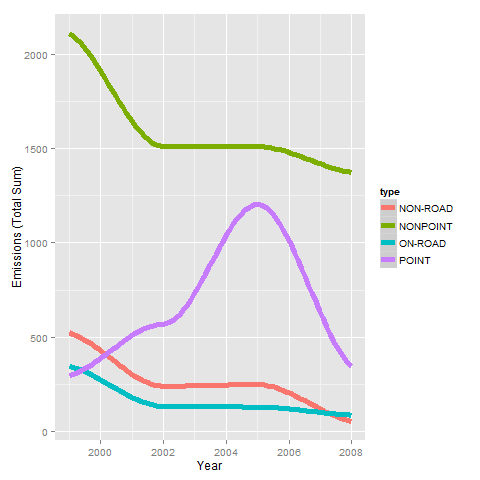 2000
1500
1000
500
0
Emissions (Total Sum)
2000 2002 2004 2006 2008
Year
type
NON-ROAD
NONPOINT
ON-ROAD
POINT